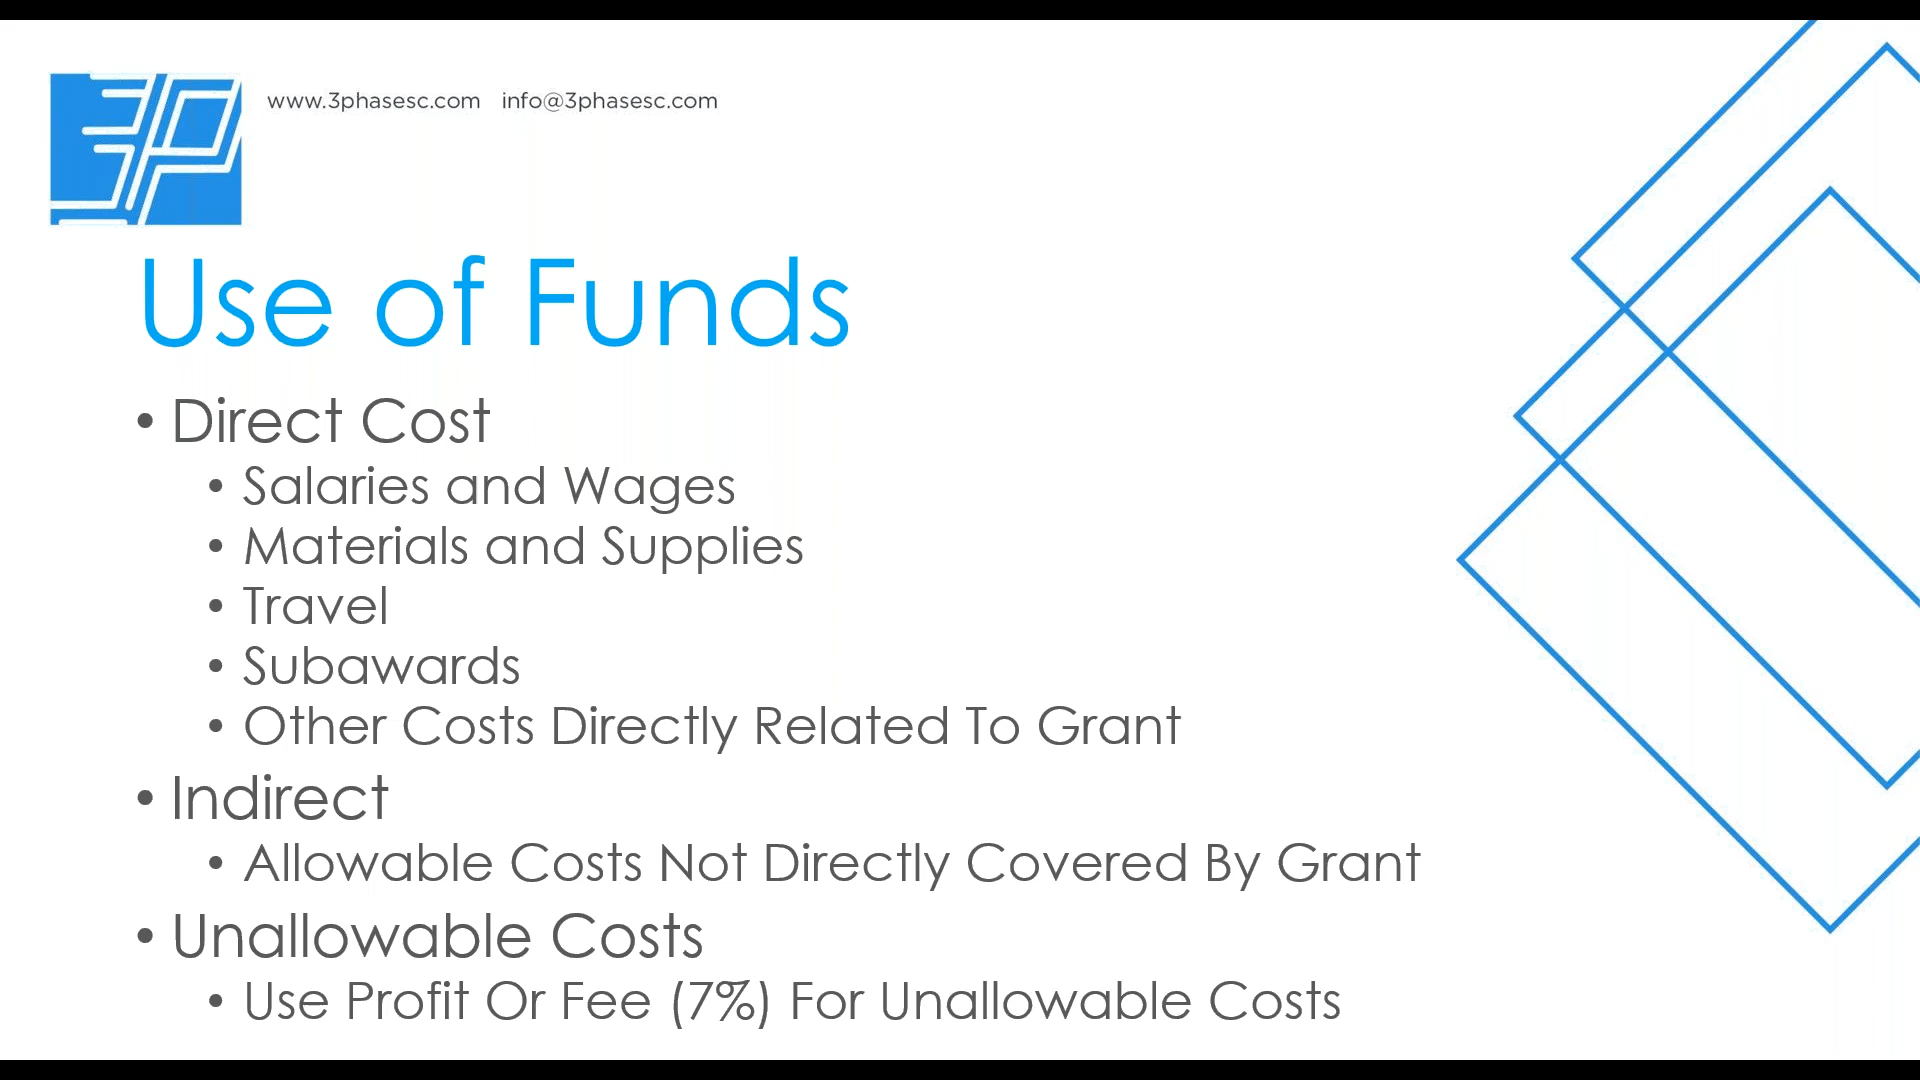 3P
www.3phasesc.com info@3phasesc.com
Use of Funds
• Direct Cost
• Salaries and Wages
• Materials and Supplies
• Travel
• Subawards
• Other Costs Directly Related To Grant
• Indirect
• Allowable Costs Not Directly Covered By Grant
• Unallowable Costs
• Use Profit Or Fee (7%) For Unallowable Costs